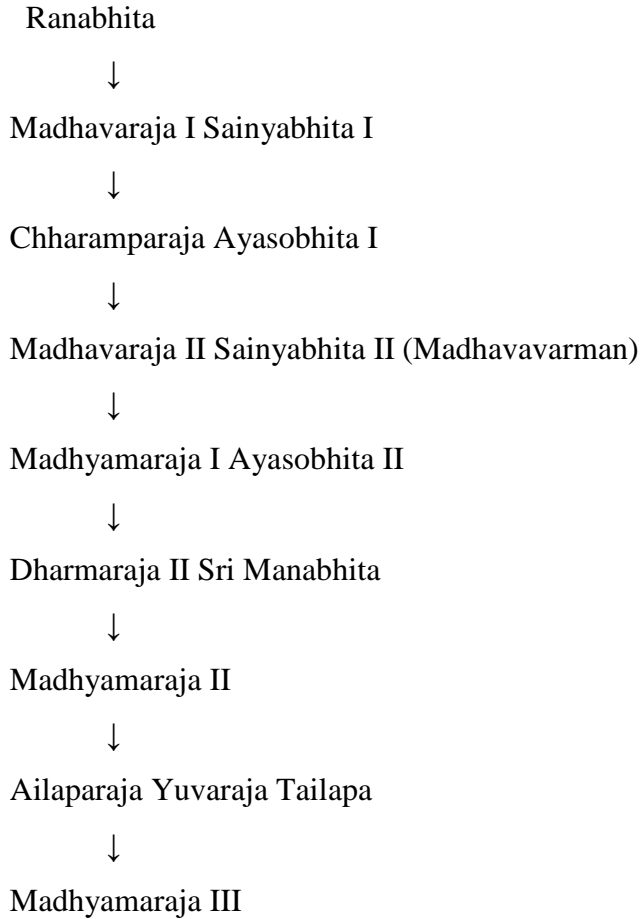 Ranabhita
↓
Madhavaraja I Sainyabhita I
↓
Chharamparaja Ayasobhita I
↓
Madhavaraja II Sainyabhita II (Madhavavarman)
↓
Madhyamaraja I Ayasobhita II
↓
Dharmaraja II Sri Manabhita
↓
Madhyamaraja II
↓
Ailaparaja Yuvaraja Tailapa
↓
Madhyamaraja III